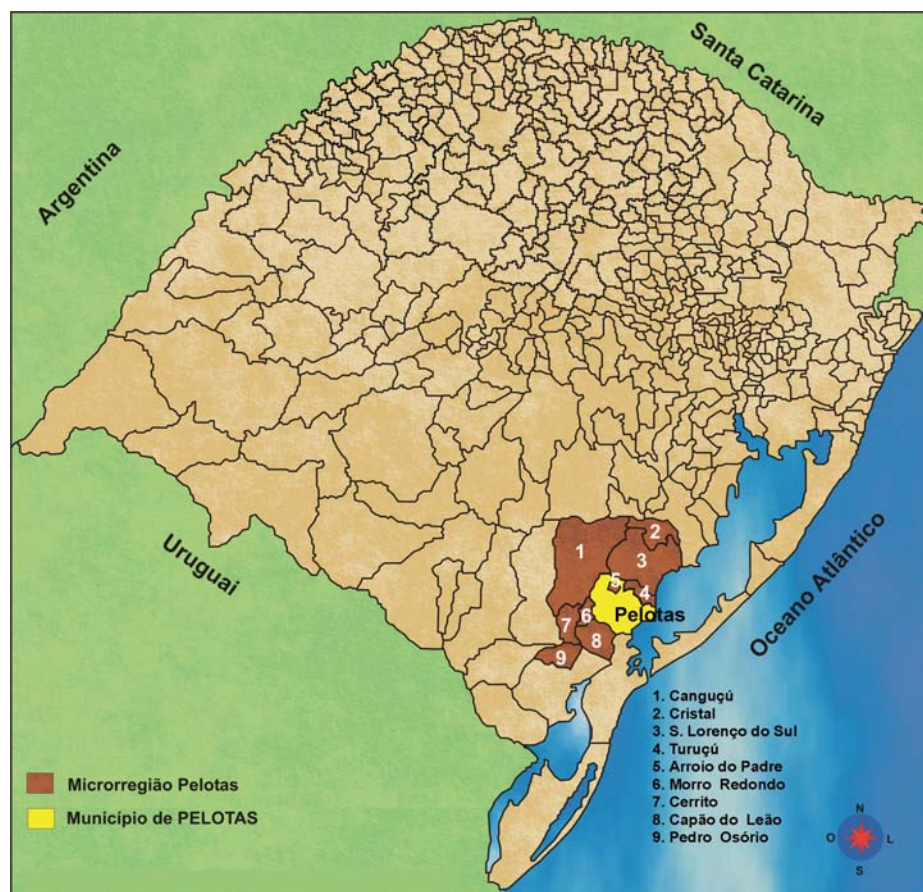 Santa Catarina
Argentina
Uruguai
Oceano Atlântico
1
2
3
5
4
Pelotas
6
7
8
9
1. Canguçú
2. Cristal
3. S. Lorenço do Sul
4. Turuçú
5. Arroio do Padre
6. Morro Redondo
7. Cerrito
8. Capão do Leão
9. Pedro Osório
Microrregião Pelotas
Município de PELOTAS
N
O L
S